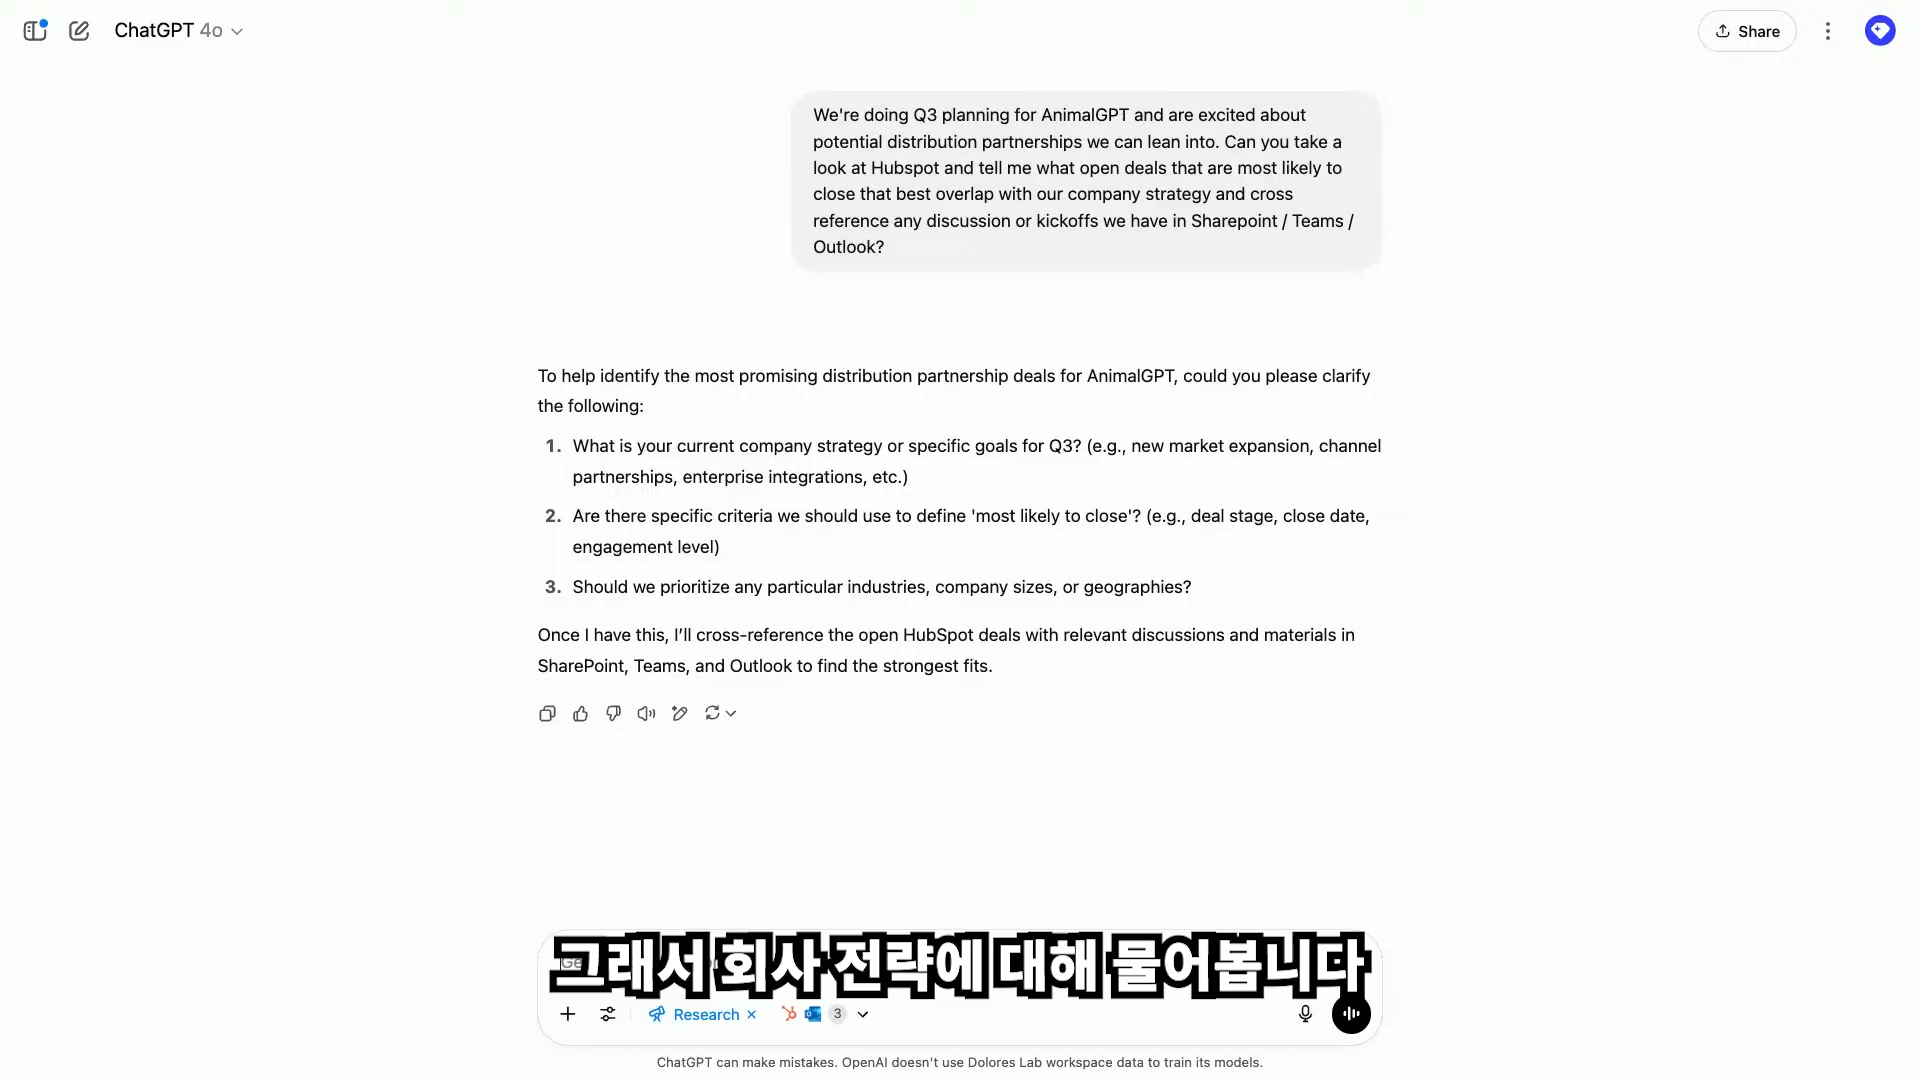 ChatGPT 4o
Share
We're doing Q3 planning for AnimalGPT and are excited about
potential distribution partnerships we can lean into. Can you take a
look at Hubspot and tell me what open deals that are most likely to
close that best overlap with our company strategy and cross
reference any discussion or kickoffs we have in Sharepoint / Teams /
Outlook?
To help identify the most promising distribution partnership deals for AnimalGPT, could you please clarify
the following:
1. What is your current company strategy or specific goals for Q3? (e.g., new market expansion, channel
partnerships, enterprise integrations, etc.)
2. Are there specific criteria we should use to define 'most likely to close'? (e.g., deal stage, close date,
engagement level)
3. Should we prioritize any particular industries, company sizes, or geographies?
Once I have this, I’ll cross-reference the open HubSpot deals with relevant discussions and materials in
SharePoint, Teams, and Outlook to find the strongest fits.
그래서 회사 전략에 대해 물어봅니다
Research × 3
ChatGPT can make mistakes. OpenAI doesn't use Dolores Lab workspace data to train its models.